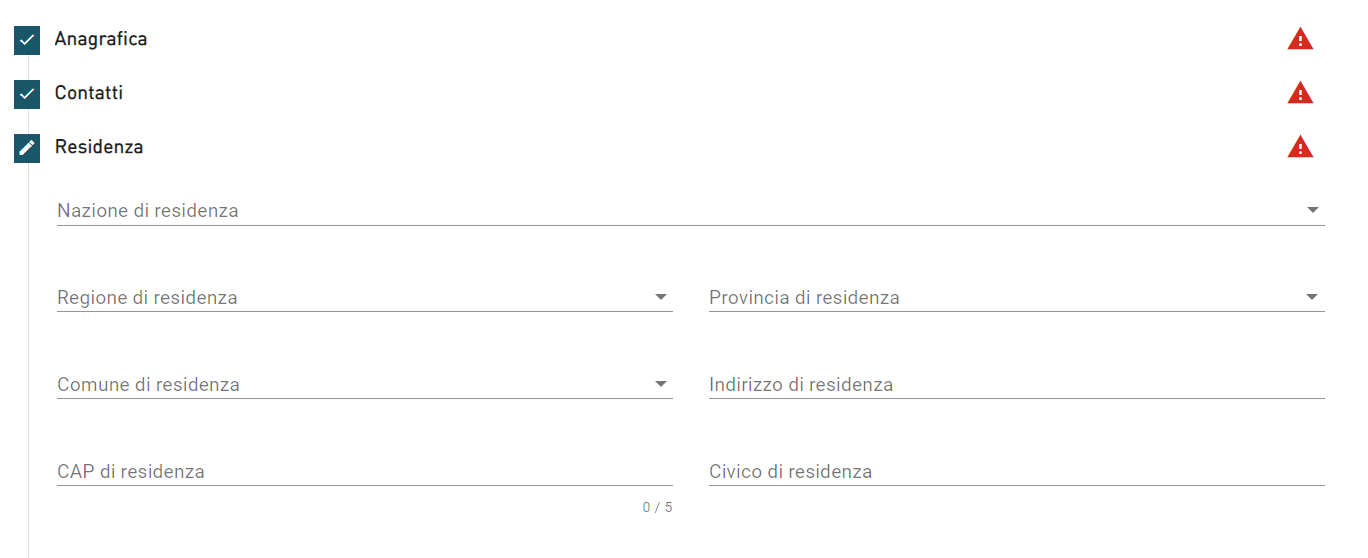 Anagrafica
Contatti
Residenza
Nazione di residenza
Regione di residenza
Provincia di residenza
Comune di residenza
Indirizzo di residenza
CAP di residenza
Civico di residenza
0 / 5